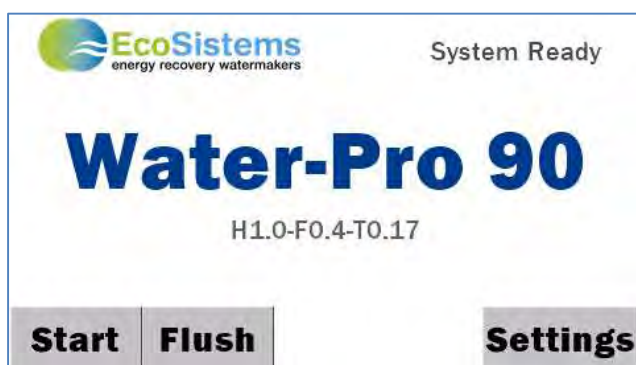 EcoSistems
energy recovery watermakers
System Ready
Water-Pro 90
H1.0-F0.4-T0.17
Start Flush Settings